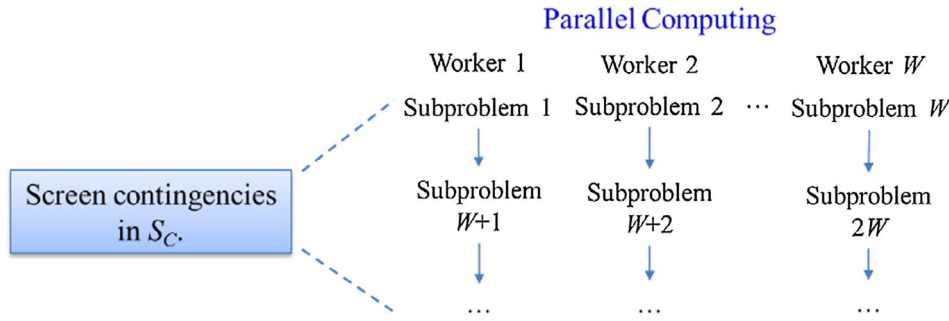 Parallel Computing
Worker 1 Worker 2 Worker W
Subproblem 1 Subproblem 2 ... Subproblem W
Screen contingencies
in S_C.
Subproblem Subproblem Subproblem
W+1 W+2 2W
... ... ...